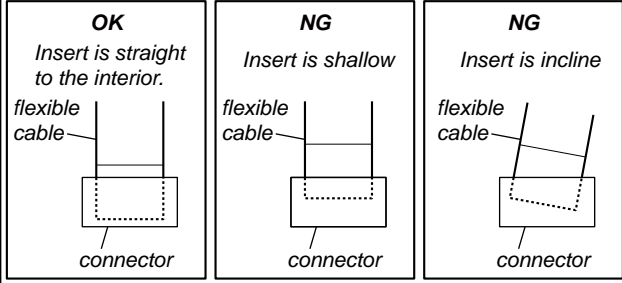 OK
Insert is straight
to the interior.
flexible
cable
connector
NG
Insert is shallow
flexible
cable
connector
NG
Insert is incline
flexible
cable
connector